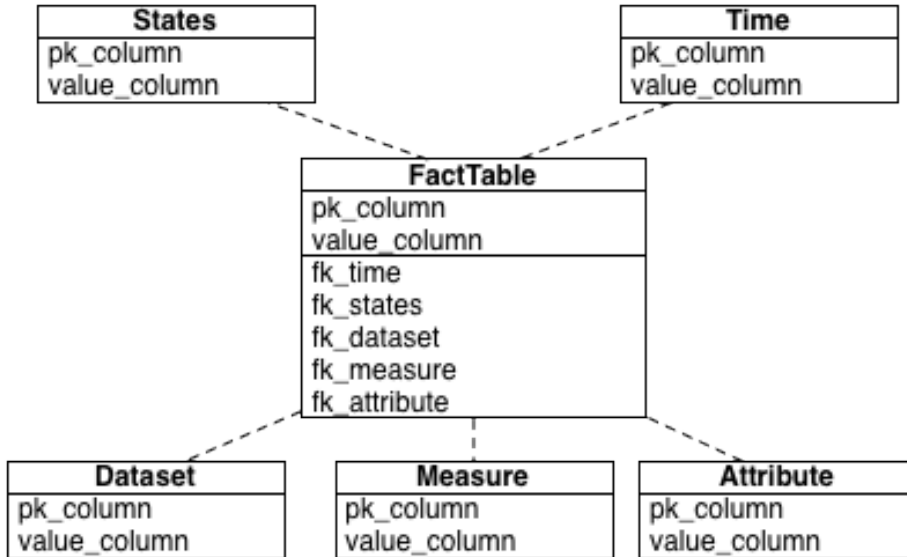 States
pk_column
value_column
Time
pk_column
value_column
FactTable
pk_column
value_column
fk_time
fk_states
fk_dataset
fk_measure
fk_attribute
Dataset
pk_column
value_column
Measure
pk_column
value_column
Attribute
pk_column
value_column